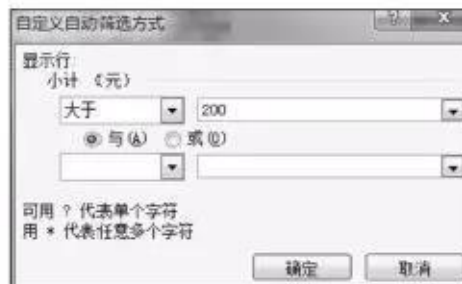 自定义自动筛选方式
显示行
小计（元）
大于 200
与(A) 或(O)
可用 ? 代表单个字符
用 * 代表任意多个字符
确定 取消